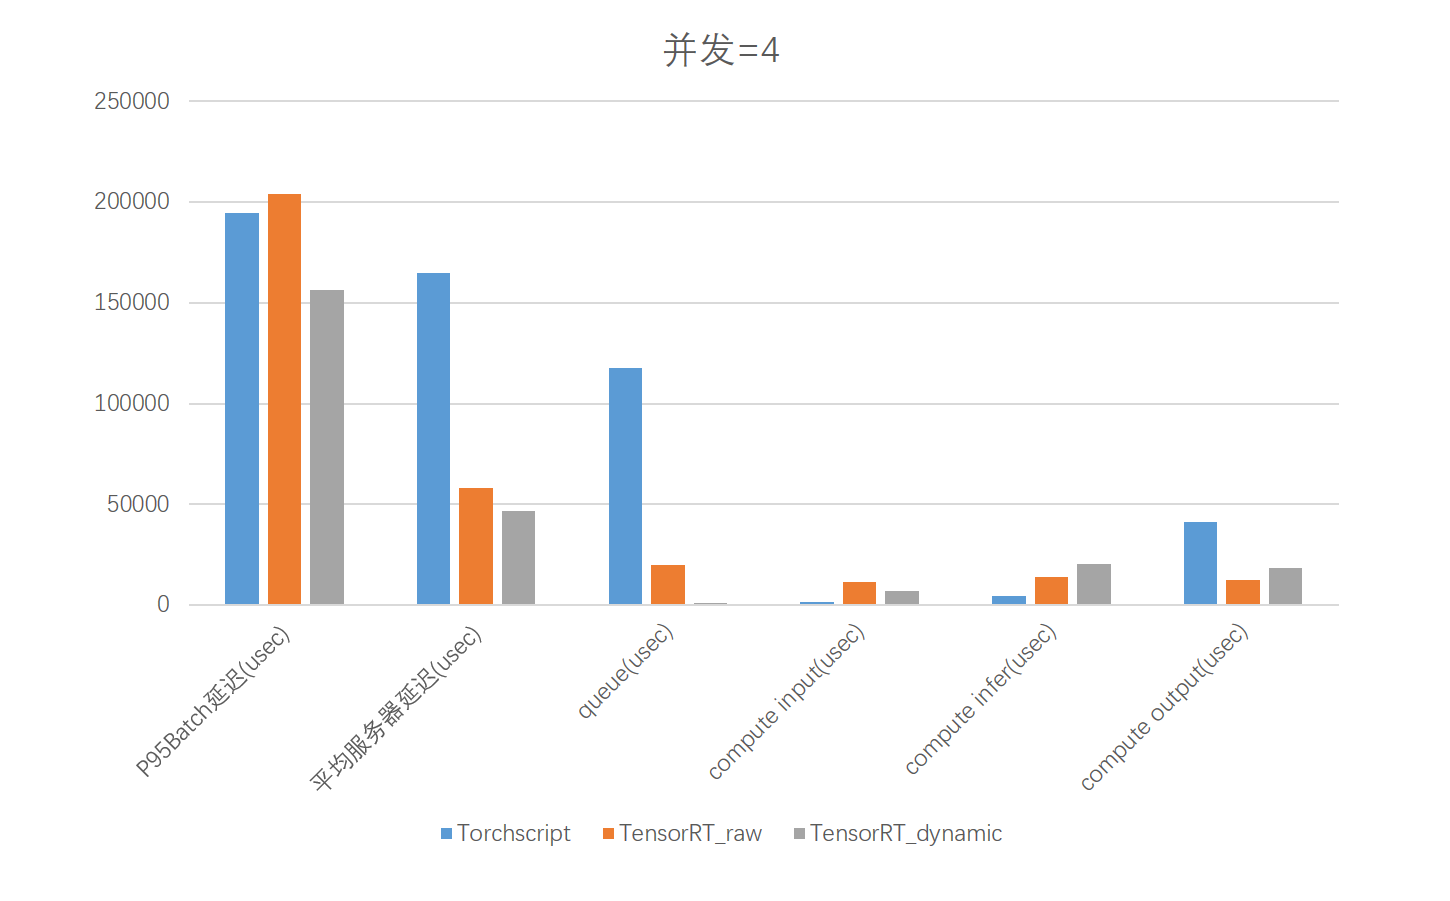 并发=4
250000
200000
150000
100000
50000
0
P95Batch延迟(usec)
平均服务器延迟(usec)
queue(usec)
compute input(usec)
compute infer(usec)
compute output(usec)
Torchscript
TensorRT_raw
TensorRT_dynamic